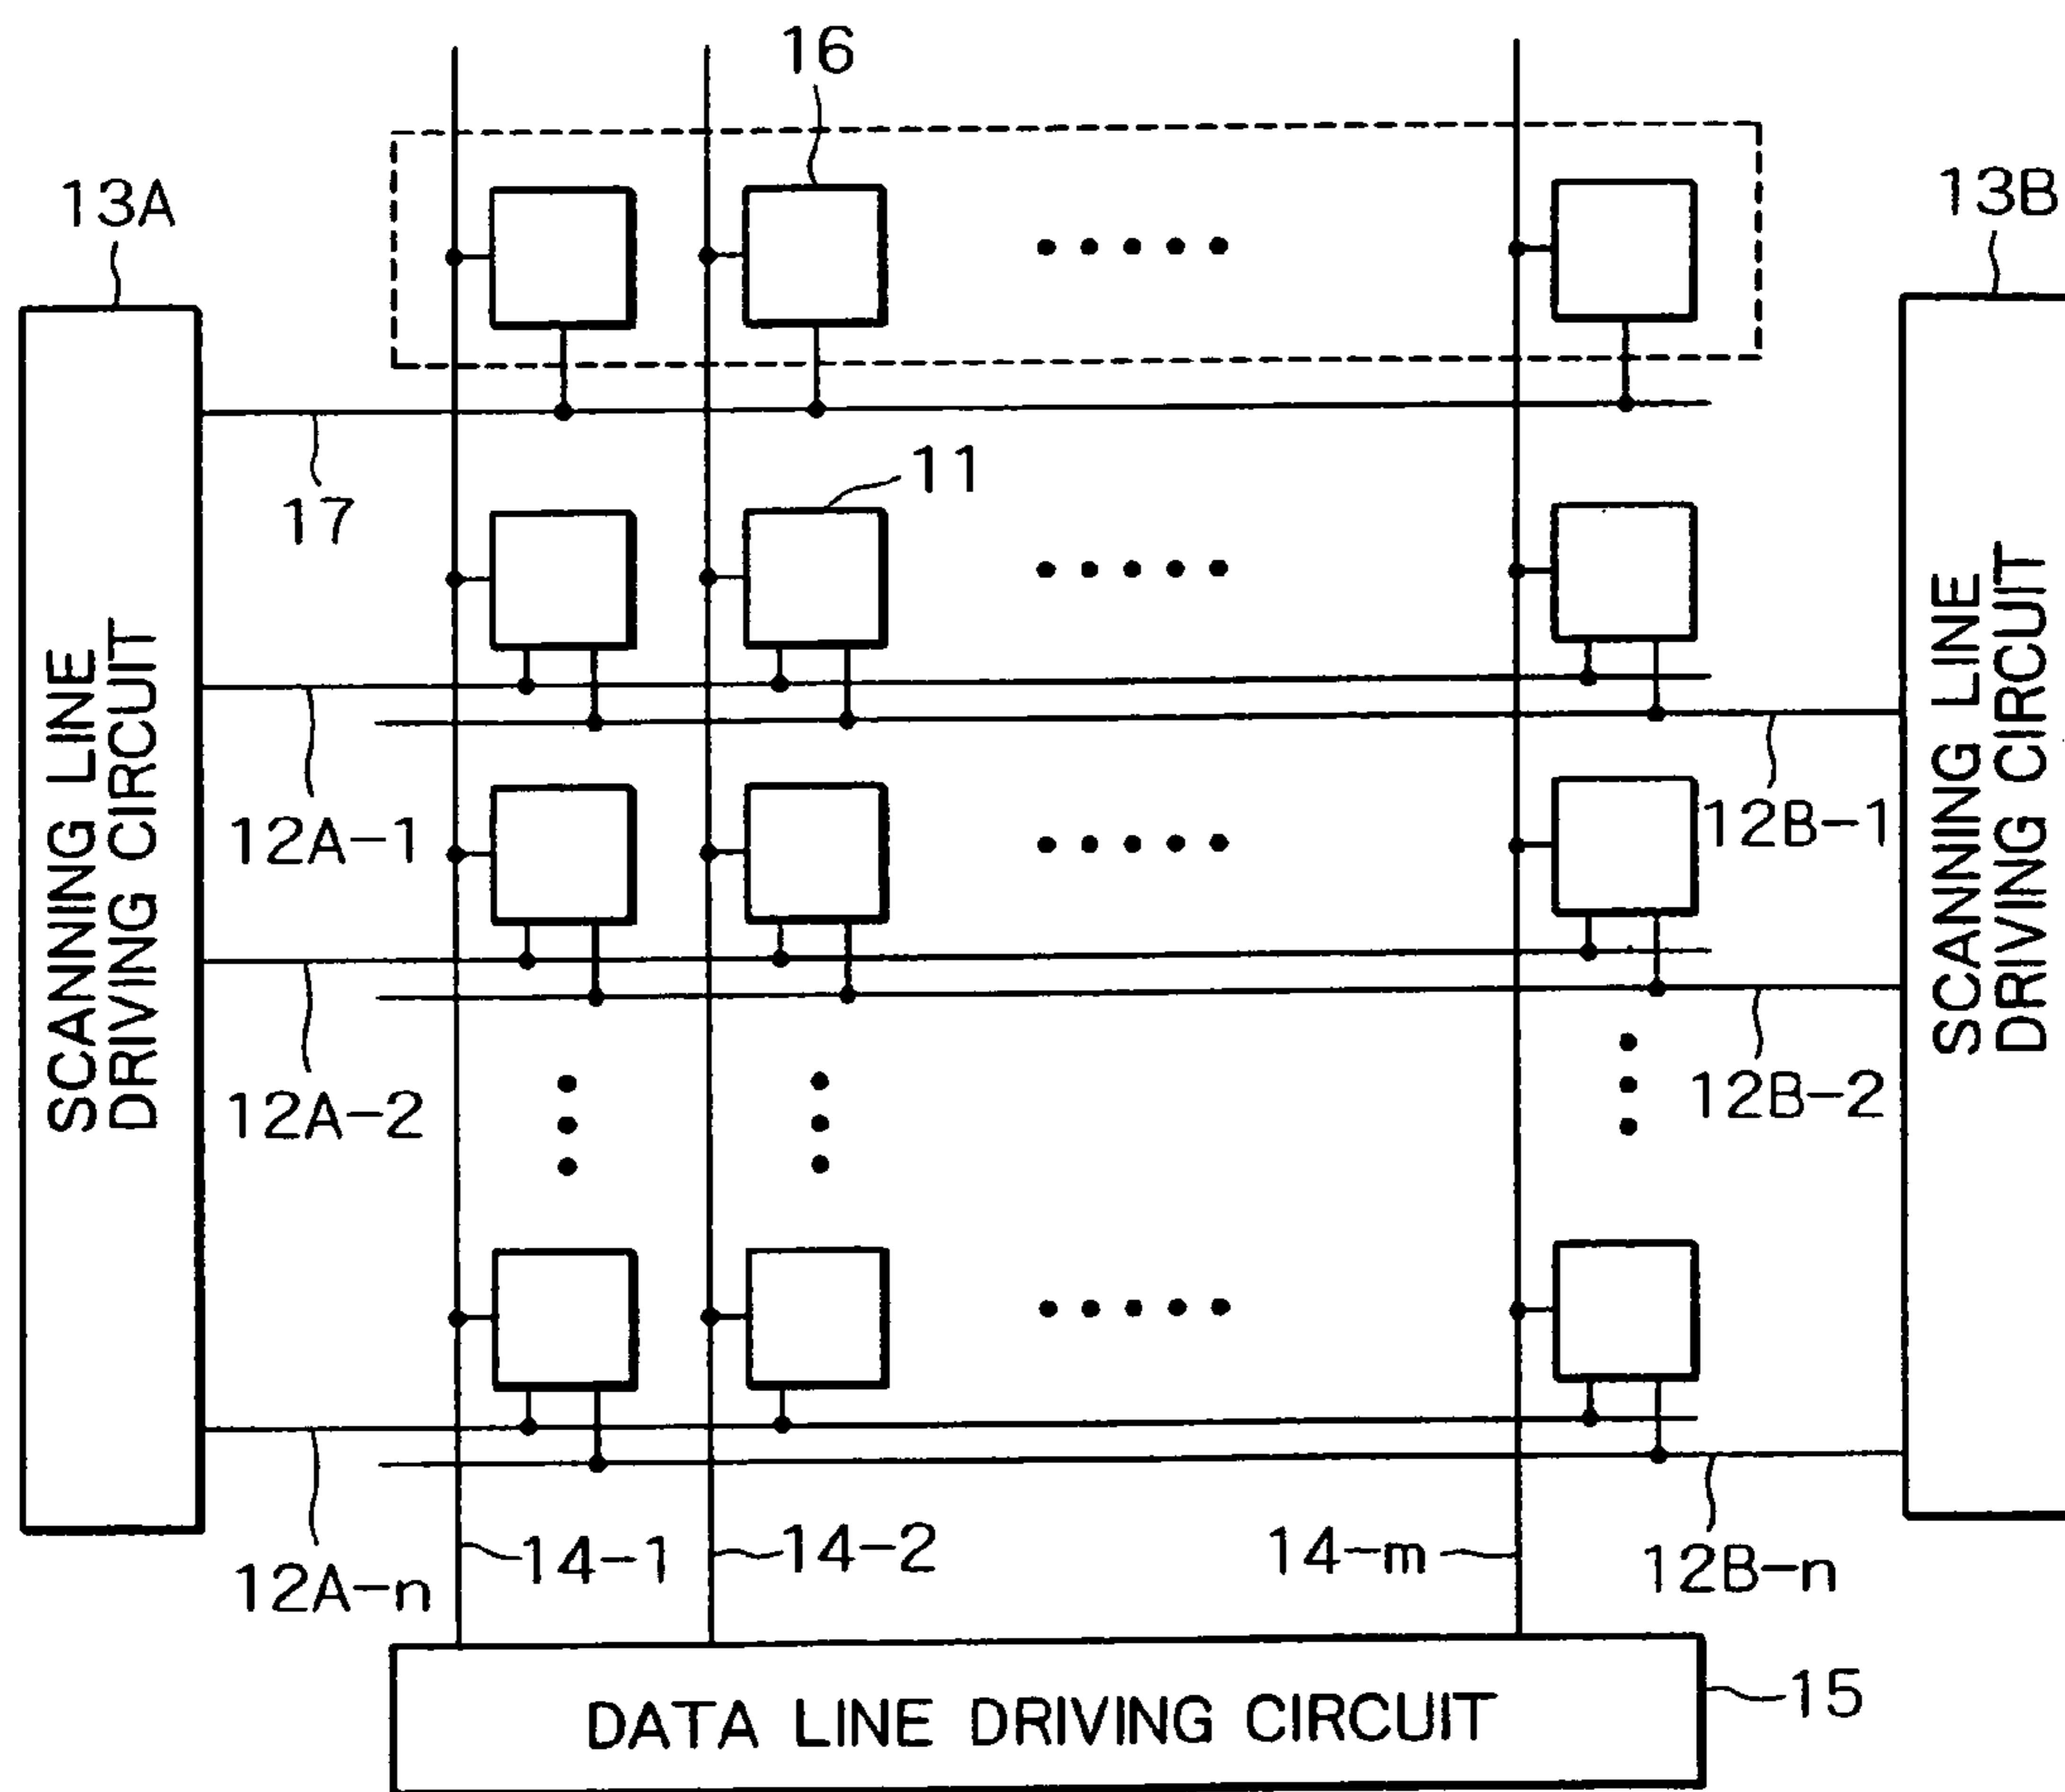 16
13A
13B
17
11
SCANNING LINE
DRIVING CIRCUIT
SCANNING LINE
DRIVING CIRCUIT
12A-1
12B-1
12A-2
12B-2
12A-n
14-1
14-2
14-m
12B-n
DATA LINE DRIVING CIRCUIT
15